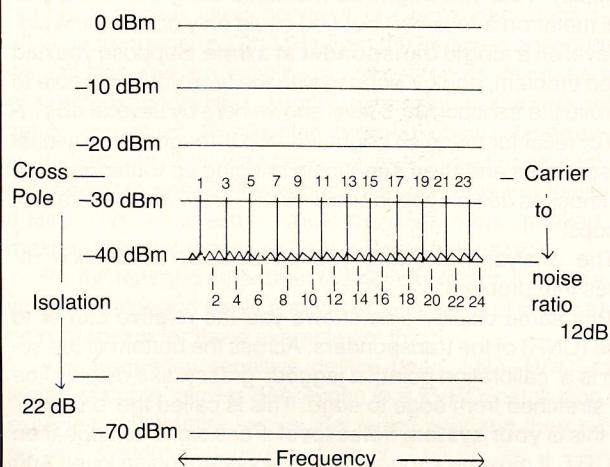 0 dBm
–10 dBm
–20 dBm
Cross
Pole
–30 dBm
1 3 5 7 9 11 13 15 17 19 21 23
Carrier
to
–40 dBm
noise
ratio
12dB
2 4 6 8 10 12 14 16 18 20 22 24
Isolation
22 dB
–70 dBm
Frequency